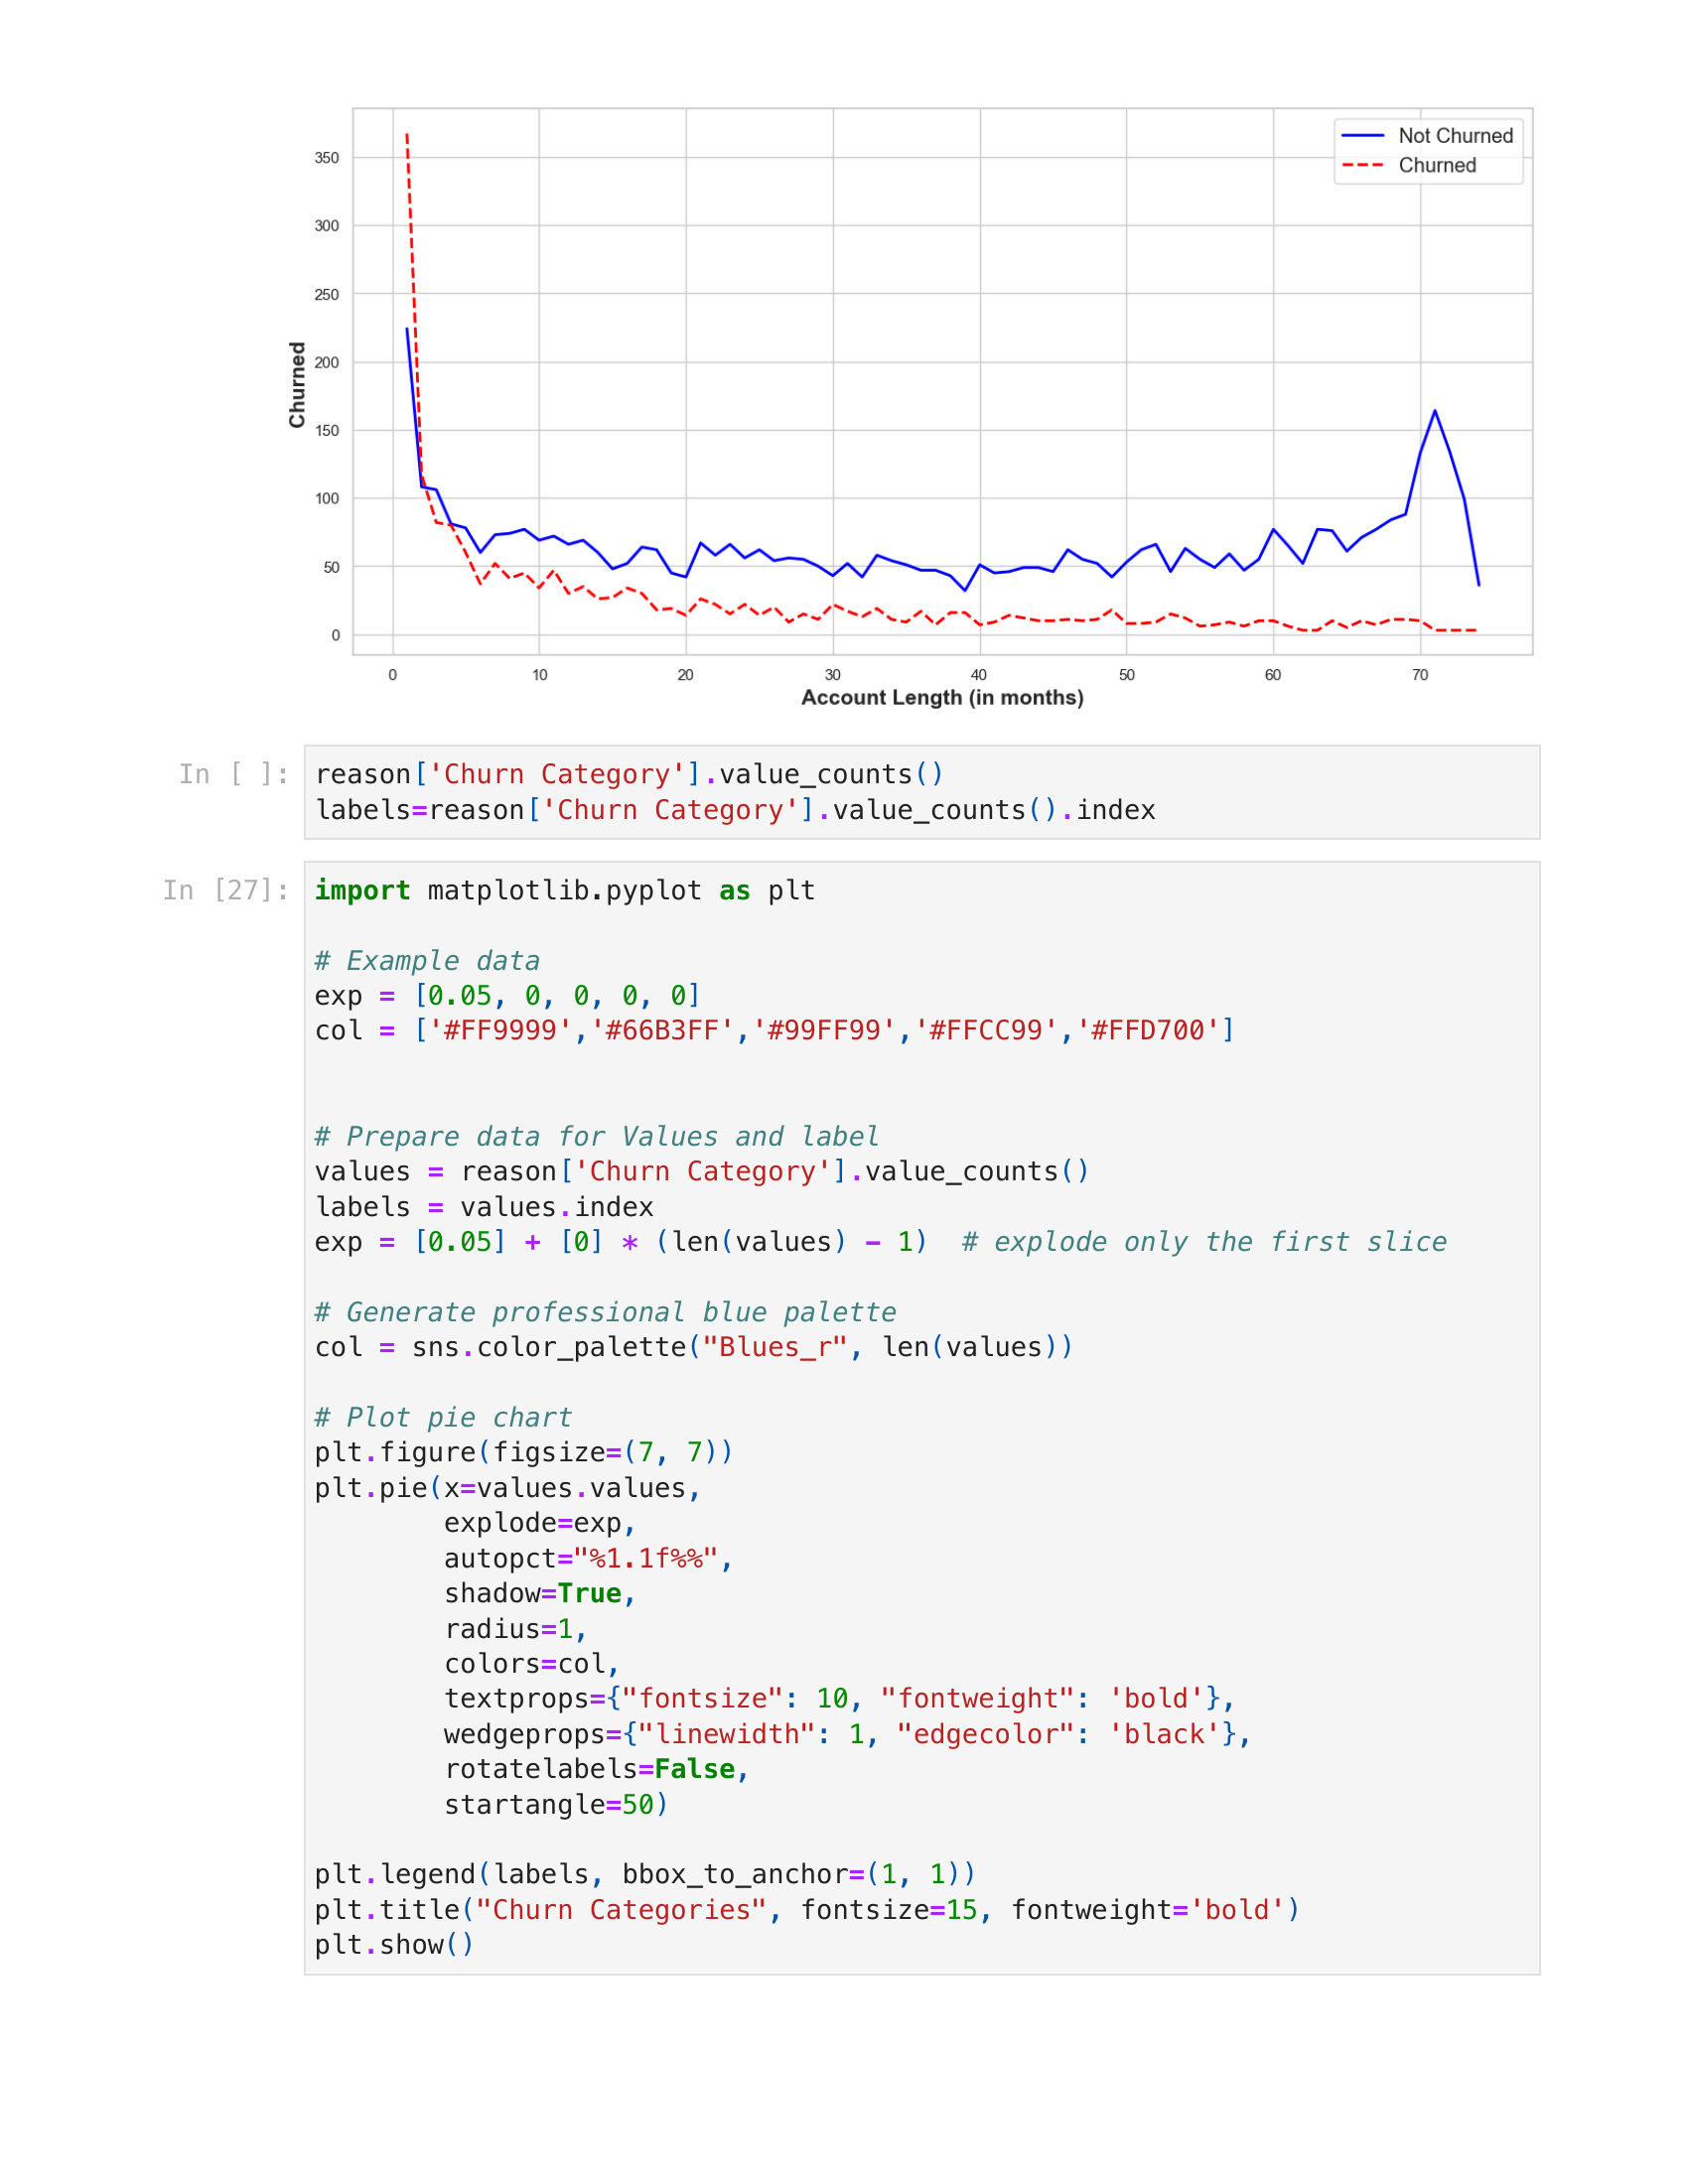 Not Churned
Churned
350
300
250
200
150
100
50
0
Churned
0 10 20 30 40 50 60 70
Account Length (in months)
In [ ]:
reason['Churn Category'].value_counts()
labels=reason['Churn Category'].value_counts().index
In [27]:
import matplotlib.pyplot as plt
# Example data
exp = [0.05, 0, 0, 0, 0]
col = ['#FF9999','#66B3FF','#99FF99','#FFCC99','#FFD700']
# Prepare data for Values and label
values = reason['Churn Category'].value_counts()
labels = values.index
exp = [0.05] + [0] * (len(values) - 1)  # explode only the first slice
# Generate professional blue palette
col = sns.color_palette("Blues_r", len(values))
# Plot pie chart
plt.figure(figsize=(7, 7))
plt.pie(x=values.values,
        explode=exp,
        autopct="%1.1f%%",
        shadow=True,
        radius=1,
        colors=col,
        textprops={"fontsize": 10, "fontweight": 'bold'},
        wedgeprops={"linewidth": 1, "edgecolor": 'black'},
        rotatelabels=False,
        startangle=50)
plt.legend(labels, bbox_to_anchor=(1, 1))
plt.title("Churn Categories", fontsize=15, fontweight='bold')
plt.show()